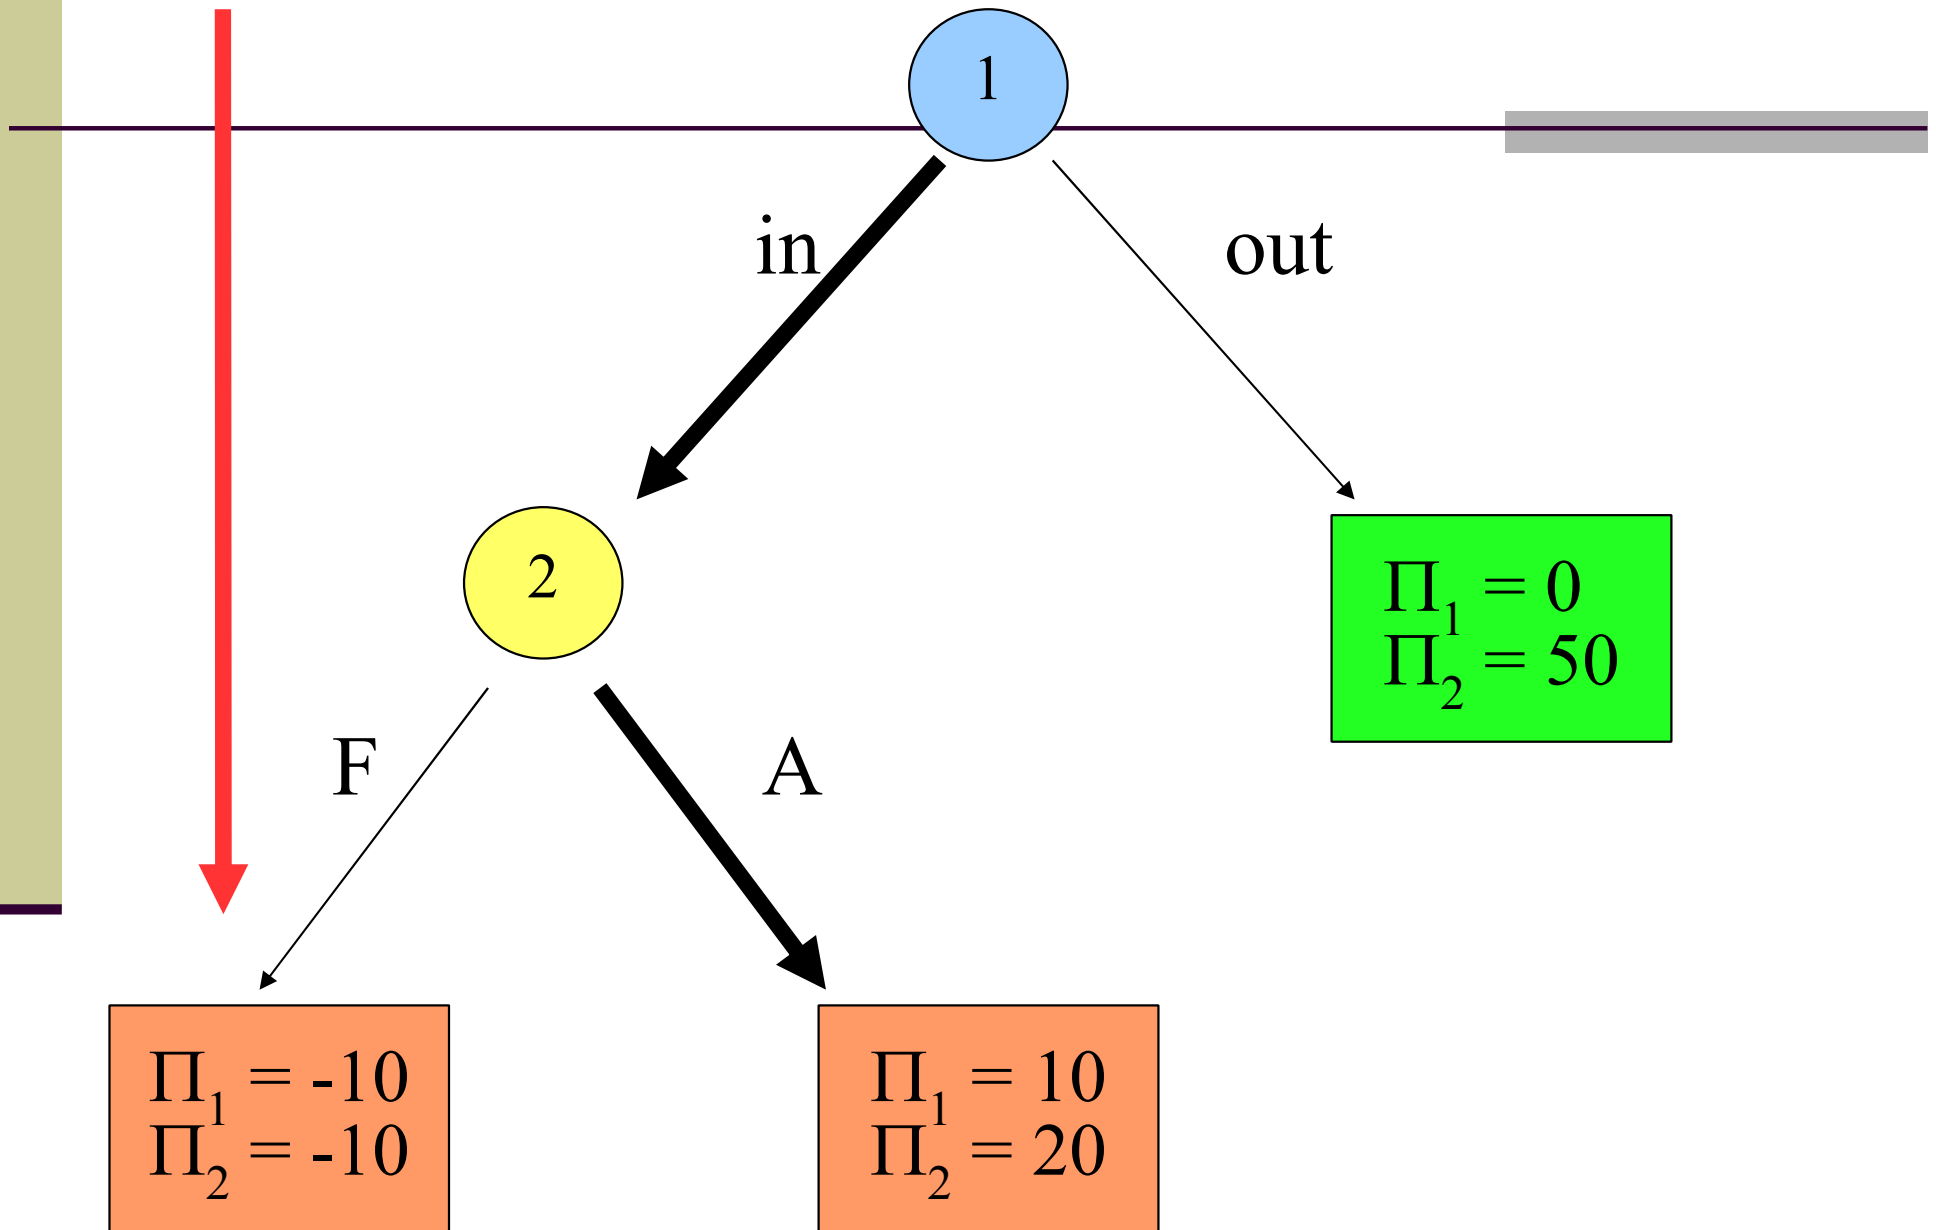 1
in
out
2
Π1 = 0
Π2 = 50
F
A
Π1 = -10
Π2 = -10
Π1 = 10
Π2 = 20